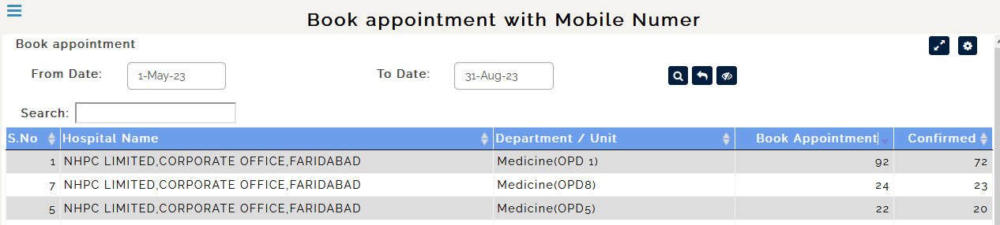 Book appointment with Mobile Numer
Book appointment
From Date: 1-May-23 To Date: 31-Aug-23
Search:
S.No Hospital Name Department / Unit Book Appointment Confirmed
1 NHPC LIMITED,CORPORATE OFFICE,FARIDABAD Medicine(OPD 1) 92 72
7 NHPC LIMITED,CORPORATE OFFICE,FARIDABAD Medicine(OPD8) 24 23
5 NHPC LIMITED,CORPORATE OFFICE,FARIDABAD Medicine(OPD5) 22 20